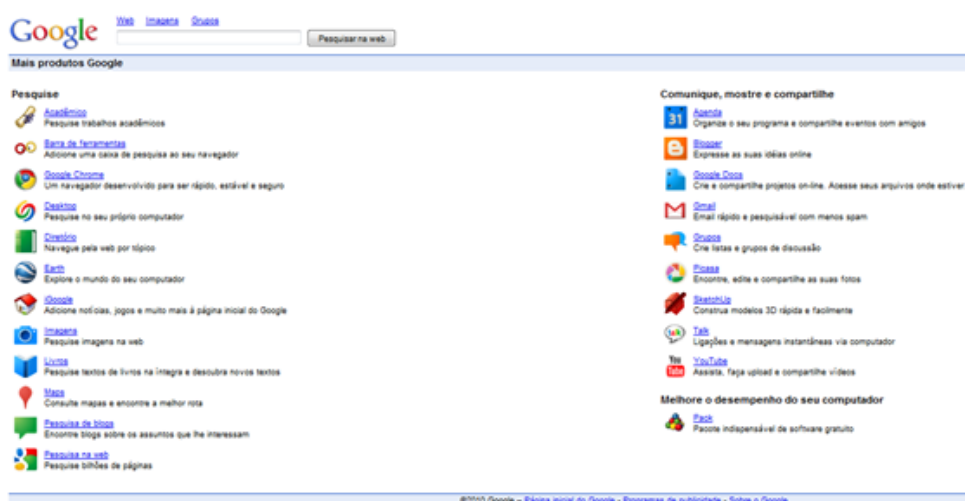 Google
Web Imagens Grupos
Pesquisar na web
Mais produtos Google
Pesquise
Acadêmico
Pesquise trabalhos acadêmicos
Barra de ferramentas
Adicione uma caixa de pesquisa ao seu navegador
Google Chrome
Um navegador desenvolvido para ser rápido, estável e seguro
Desktop
Pesquise no seu próprio computador
Diretório
Navegue pela web por tópico
Earth
Explore o mundo do seu computador
iGoogle
Adicione notícias, jogos e muito mais à página inicial do Google
Imagens
Pesquise imagens na web
Livros
Pesquise textos de livros na íntegra e descubra novos textos
Maps
Consulte mapas e encontre a melhor rota
Pesquisa de blogs
Encontre blogs sobre os assuntos que lhe interessam
Pesquisa na web
Pesquise bilhões de páginas
Comunique, mostre e compartilhe
31
Agenda
Organize o seu programa e compartilhe eventos com amigos
Blogger
Expresse as suas idéias online
Google Docs
Crie e compartilhe projetos on-line. Acesse seus arquivos onde estiver
Gmail
Email rápido e pesquisável com menos spam
Grupos
Crie listas e grupos de discussão
Picasa
Encontre, edite e compartilhe as suas fotos
SketchUp
Construa modelos 3D rápida e facilmente
talk
Talk
Ligações e mensagens instantâneas via computador
You
Tube
YouTube
Assista, faça upload e compartilhe vídeos
Melhore o desempenho do seu computador
Pack
Pacote indispensável de software gratuito
©2010 Google - Página inicial do Google - Programas de publicidade - Sobre o Google